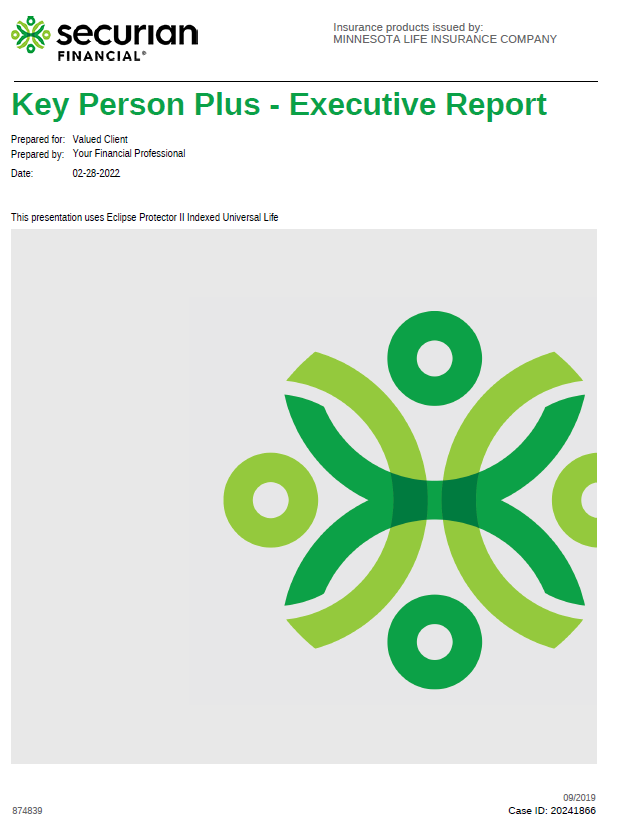 securian
FINANCIAL®
Insurance products issued by:
MINNESOTA LIFE INSURANCE COMPANY
Key Person Plus - Executive Report
Prepared for: Valued Client
Prepared by: Your Financial Professional
Date: 02-28-2022
This presentation uses Eclipse Protector II Indexed Universal Life
09/2019
874839 Case ID: 20241866